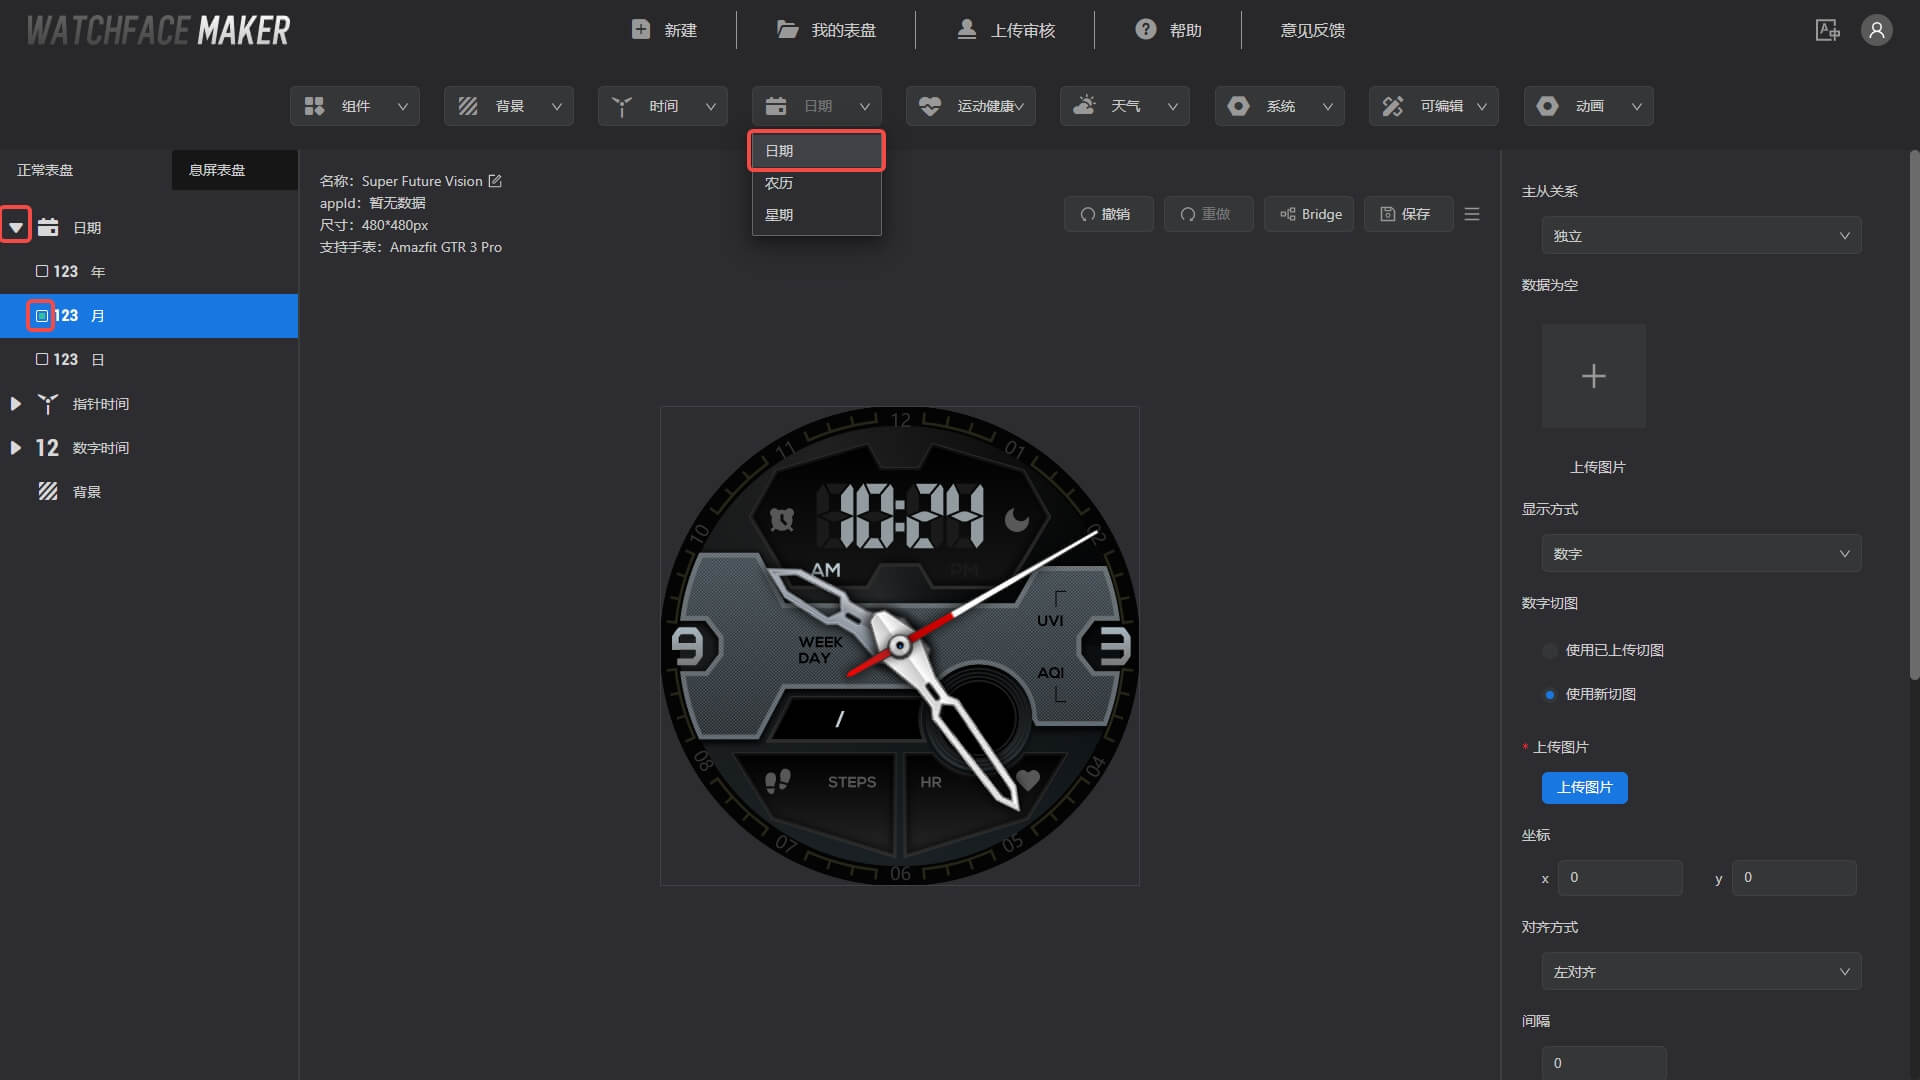 WATCHFACE MAKER
新建
我的表盘
上传审核
帮助
意见反馈
组件
背景
时间
日期
运动健康
天气
系统
可编辑
动画
日期
农历
星期
正常表盘
息屏表盘
日期
123 年
123 月
123 日
指针时间
12 数字时间
背景
名称：Super Future Vision
appId：暂无数据
尺寸：480*480px
支持手表：Amazfit GTR 3 Pro
撤销
重做
Bridge
保存
12
11
01
10
02
10:24
AM
PM
UVI
WEEK
DAY
9
3
AQI
/
08
04
STEPS
HR
07
05
06
主从关系
独立
数据为空
上传图片
显示方式
数字
数字切图
使用已上传切图
使用新切图
* 上传图片
上传图片
坐标
x 0
y 0
对齐方式
左对齐
间隔
0